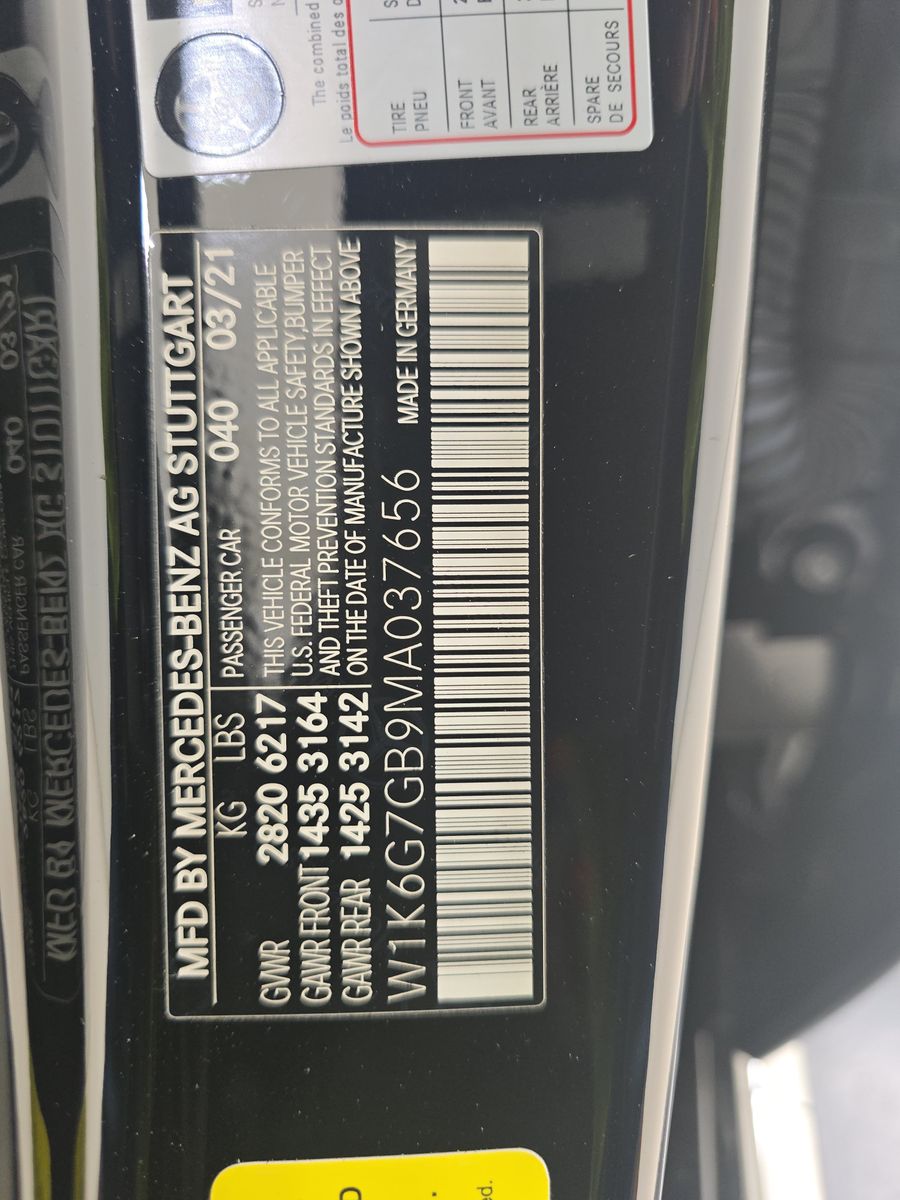 MFD BY MERCEDES-BENZ AG STUTTGART
KG LBS PASSENGER CAR 040 03/21
GVWR 2820 6217 THIS VEHICLE CONFORMS TO ALL APPLICABLE
GAWR FRONT 1435 3164 U.S. FEDERAL MOTOR VEHICLE SAFETY,BUMPER
AND THEFT PREVENTION STANDARDS IN EFFECT
GAWR REAR 1425 3142 ON THE DATE OF MANUFACTURE SHOWN ABOVE
W1K6G7GB9MA037656 MADE IN GERMANY
The combined
Le poids total des
TIRE
PNEU
FRONT
AVANT
REAR
ARRIÈRE
SPARE
DE SECOURS